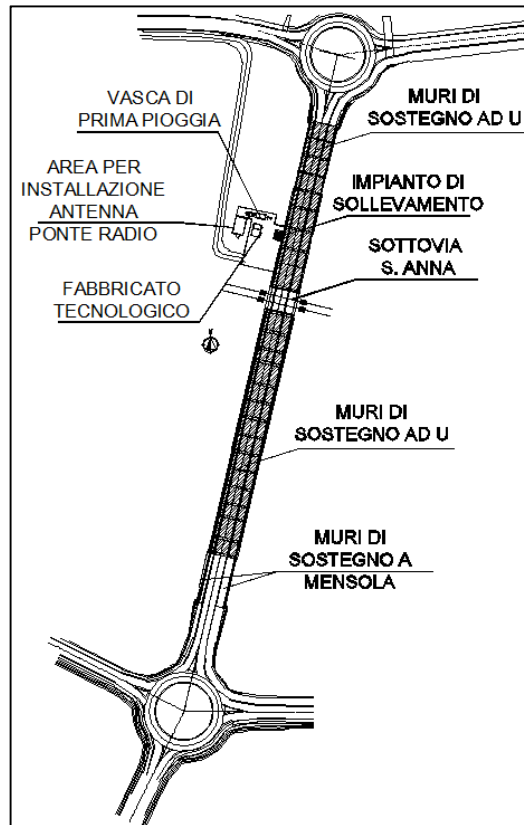 VASCA DI
PRIMA PIOGGIA
MURI DI
SOSTEGNO AD U
AREA PER
INSTALLAZIONE
ANTENNA
PONTE RADIO
IMPIANTO DI
SOLLEVAMENTO
SOTTOVIA
S. ANNA
FABBRICATO
TECNOLOGICO
MURI DI
SOSTEGNO AD U
MURI DI
SOSTEGNO A
MENSOLA